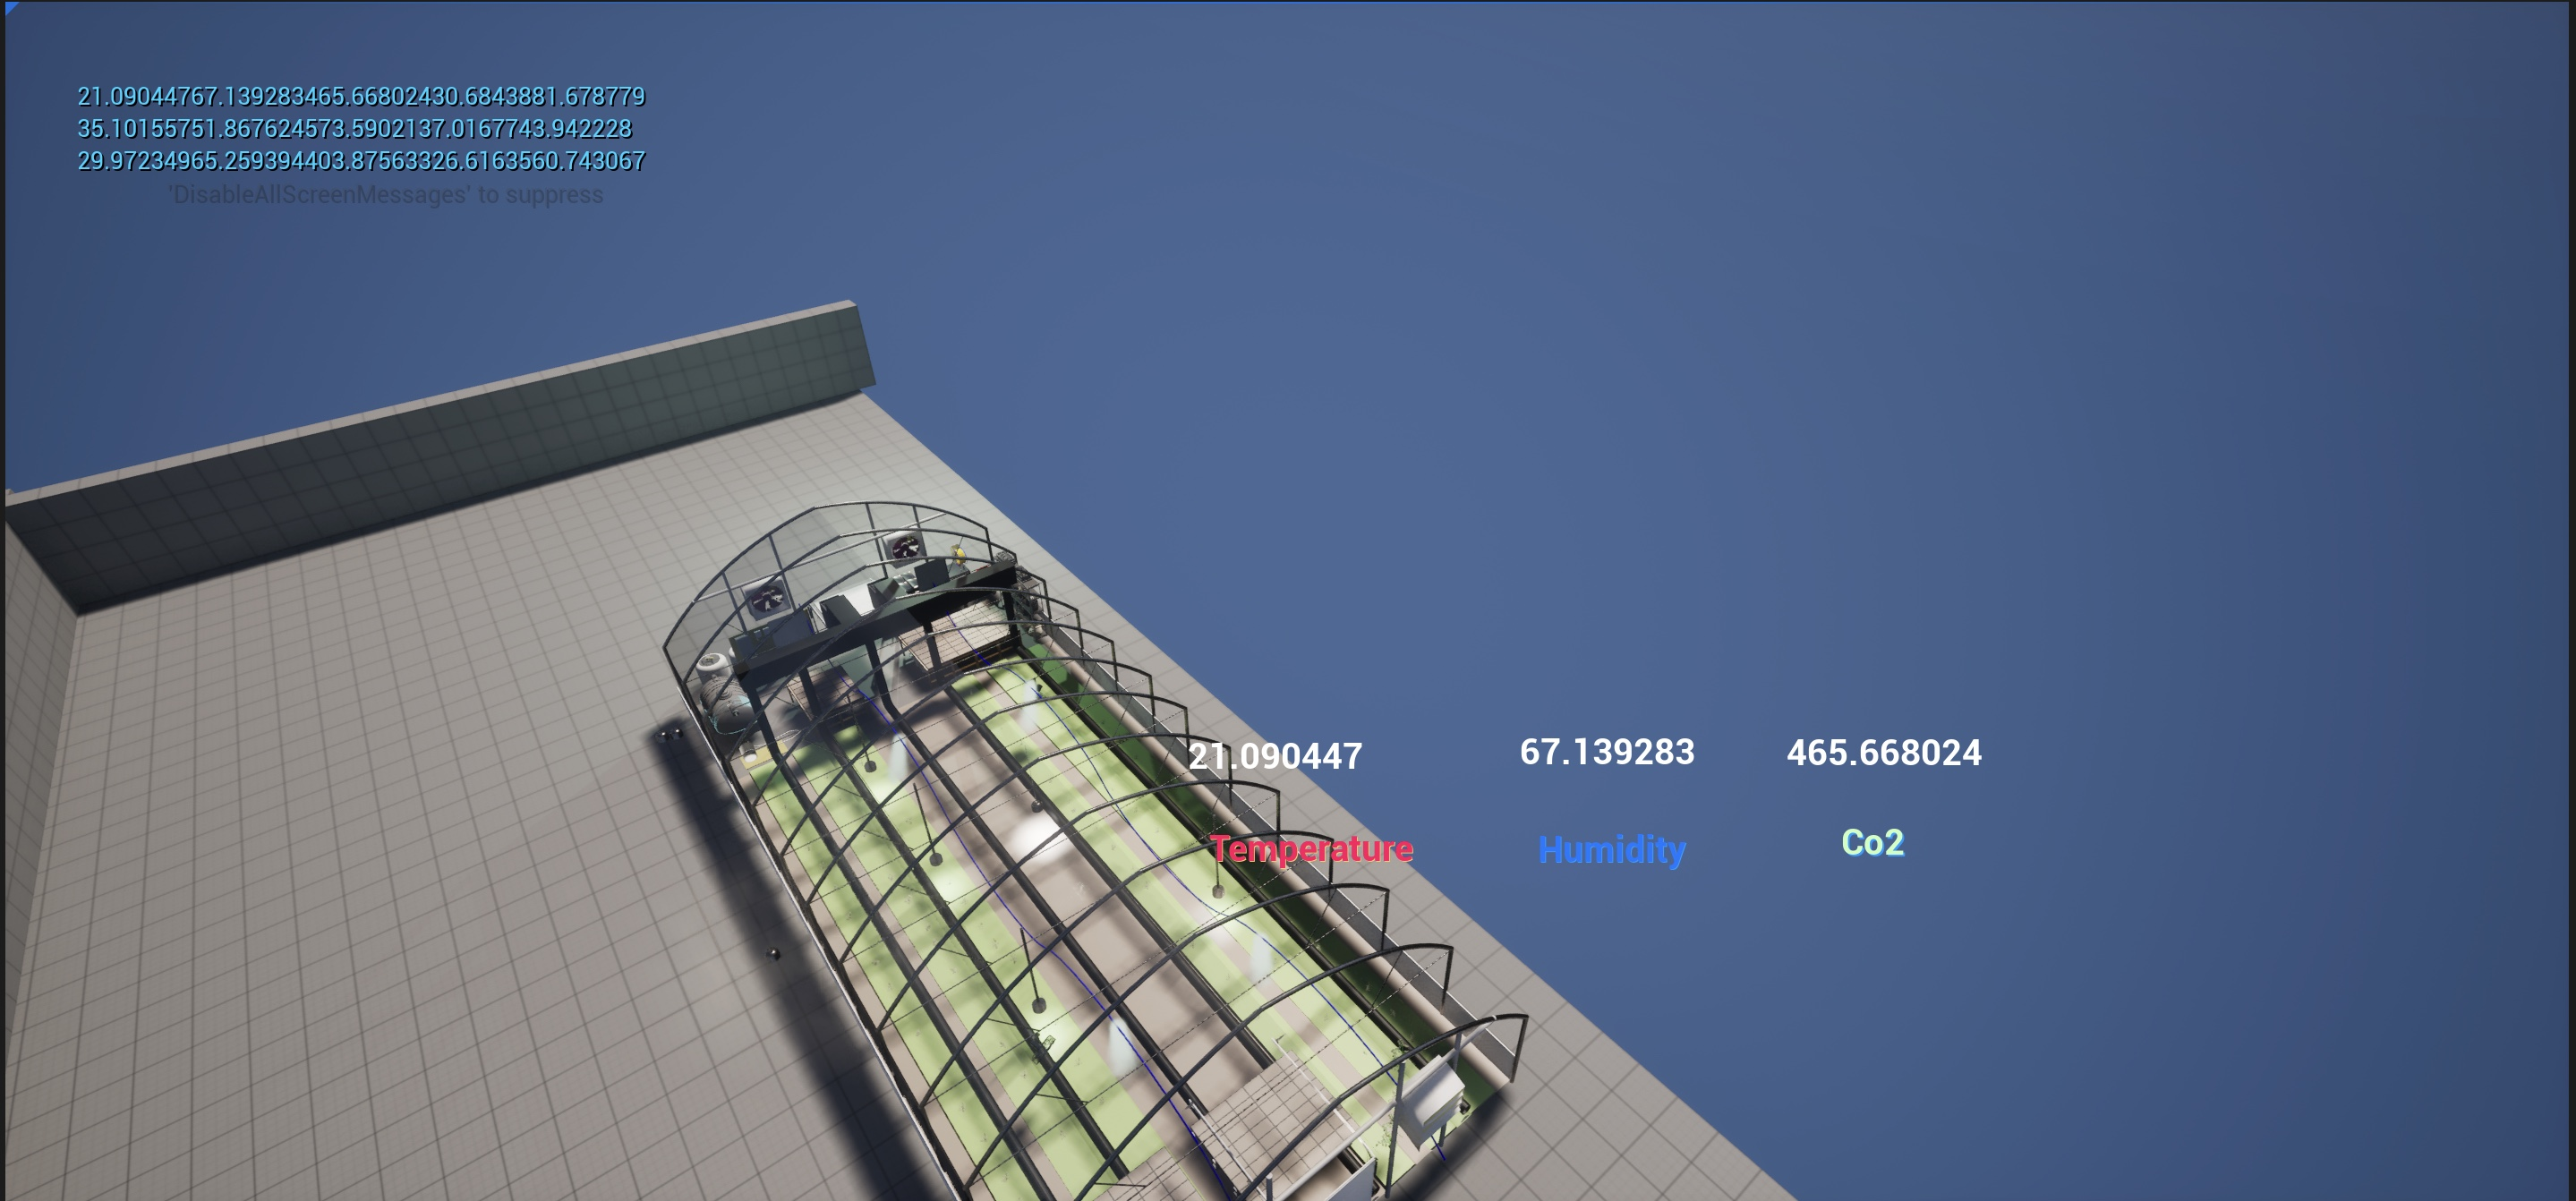 21.09044767.139283465.66802430.6843881.678779
35.10155751.867624573.5902137.0167743.942228
29.97234965.259394403.87563326.6163560.743067
'DisableAllScreenMessages' to suppress
21.090447 67.139283 465.668024
Temperature Humidity Co2